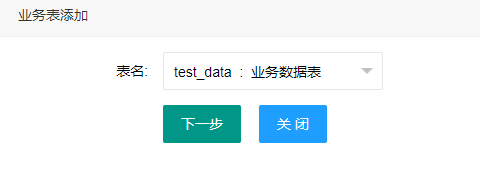 业务表添加
表名: test_data : 业务数据表
下一步 关 闭